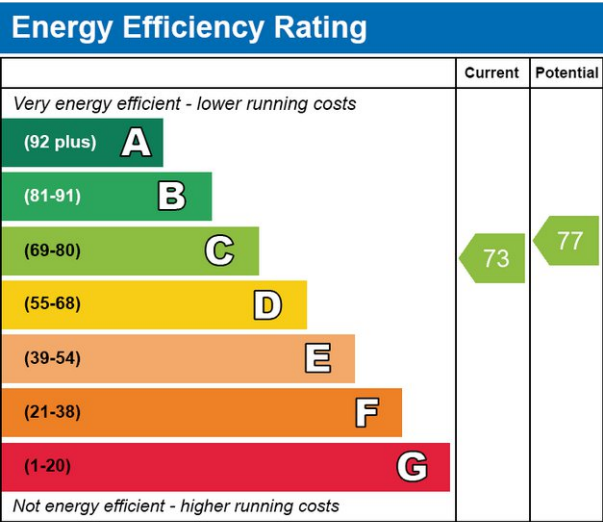 Energy Efficiency Rating
Current Potential
Very energy efficient - lower running costs
(92 plus) A
(81-91) B
(69-80) C
73 77
(55-68) D
(39-54) E
(21-38) F
(1-20) G
Not energy efficient - higher running costs